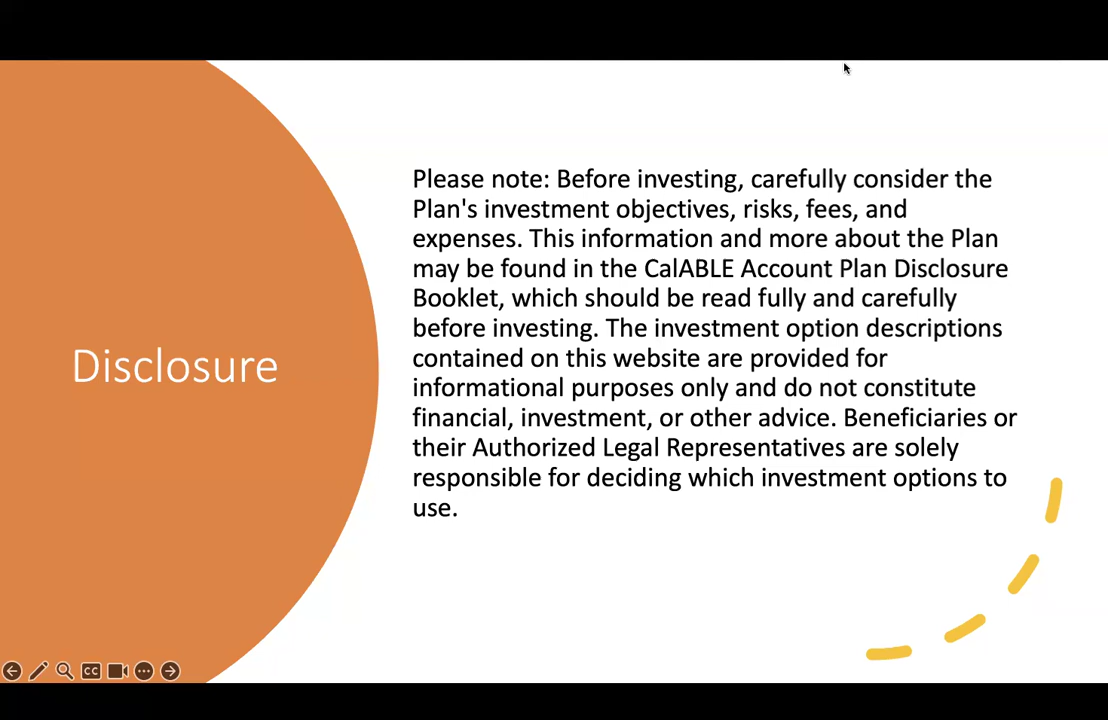 Disclosure
Please note: Before investing, carefully consider the
Plan's investment objectives, risks, fees, and
expenses. This information and more about the Plan
may be found in the CalABLE Account Plan Disclosure
Booklet, which should be read fully and carefully
before investing. The investment option descriptions
contained on this website are provided for
informational purposes only and do not constitute
financial, investment, or other advice. Beneficiaries or
their Authorized Legal Representatives are solely
responsible for deciding which investment options to
use.
CC